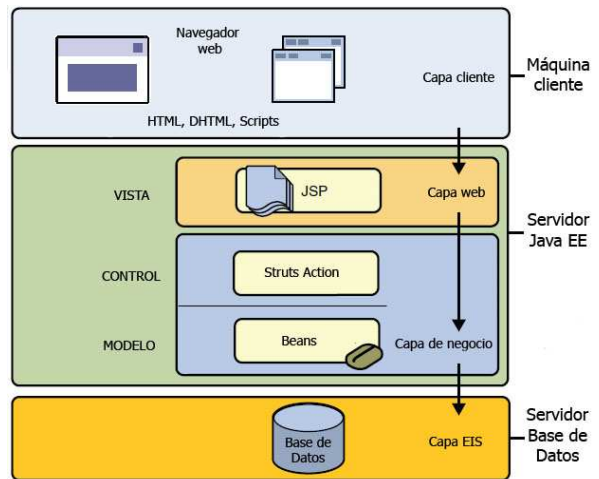 Navegador
web
Capa cliente
Máquina
cliente
HTML, DHTML, Scripts
VISTA
JSP
Capa web
Servidor
Java EE
CONTROL
Struts Action
MODELO
Beans
Capa de negocio
Base de
Datos
Capa EIS
Servidor
Base de
Datos